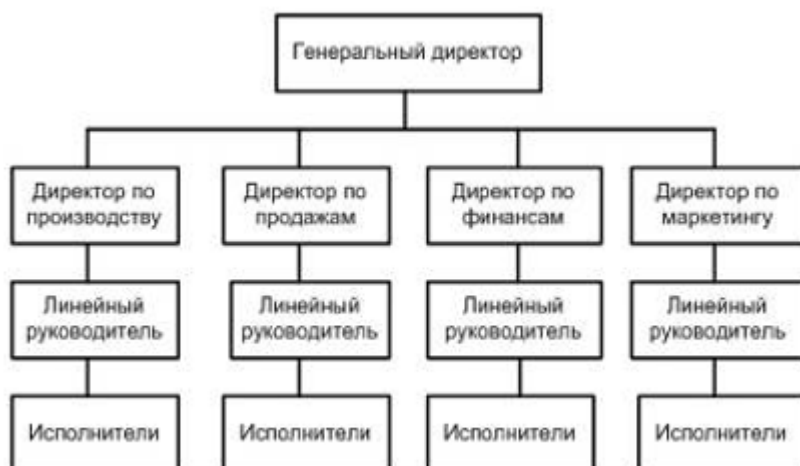 Генеральный директор
Директор по
производству
Директор по
продажам
Директор по
финансам
Директор по
маркетингу
Линейный
руководитель
Линейный
руководитель
Линейный
руководитель
Линейный
руководитель
Исполнители
Исполнители
Исполнители
Исполнители